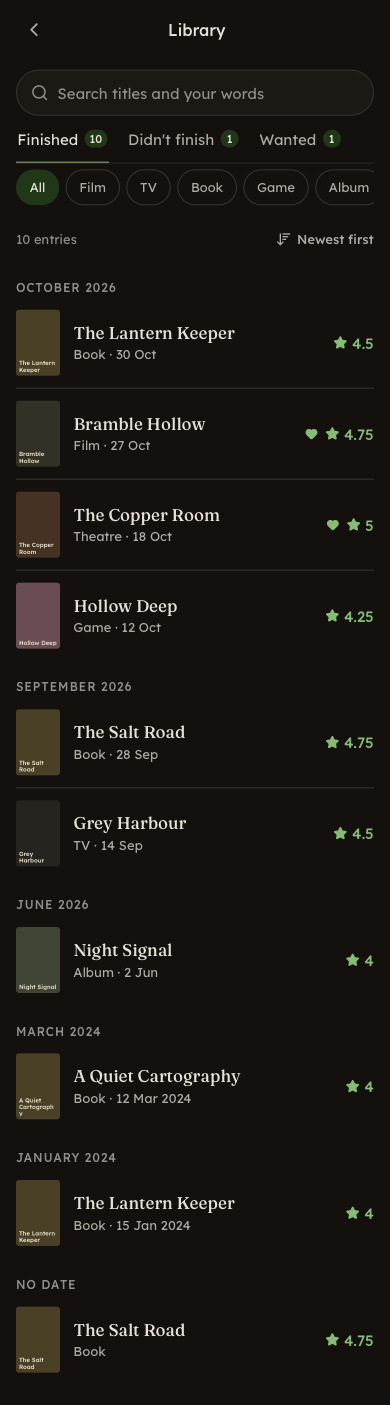 Library
Search titles and your words
Finished 10 Didn't finish 1 Wanted 1
All Film TV Book Game Album
10 entries Newest first
OCTOBER 2026
The Lantern Keeper
The Lantern Keeper
Book · 30 Oct
4.5
Bramble Hollow
Bramble Hollow
Film · 27 Oct
4.75
The Copper Room
The Copper Room
Theatre · 18 Oct
5
Hollow Deep
Hollow Deep
Game · 12 Oct
4.25
SEPTEMBER 2026
The Salt Road
The Salt Road
Book · 28 Sep
4.75
Grey Harbour
Grey Harbour
TV · 14 Sep
4.5
JUNE 2026
Night Signal
Night Signal
Album · 2 Jun
4
MARCH 2024
A Quiet Cartography
A Quiet Cartography
Book · 12 Mar 2024
4
JANUARY 2024
The Lantern Keeper
The Lantern Keeper
Book · 15 Jan 2024
4
NO DATE
The Salt Road
The Salt Road
Book
4.75